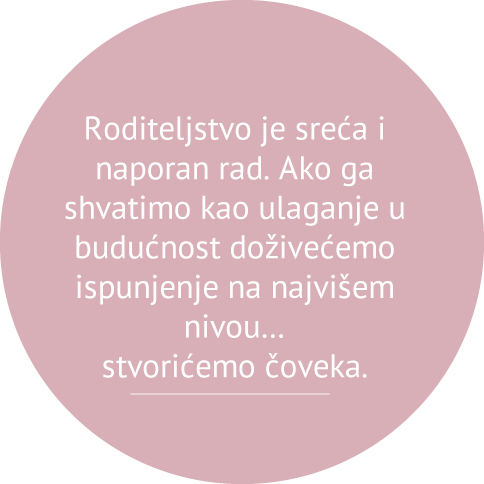 Roditeljstvo je sreća i
naporan rad. Ako ga
shvatimo kao ulaganje u
budućnost doživećemo
ispunjenje na najvišem
nivou...
stvorićemo čoveka.